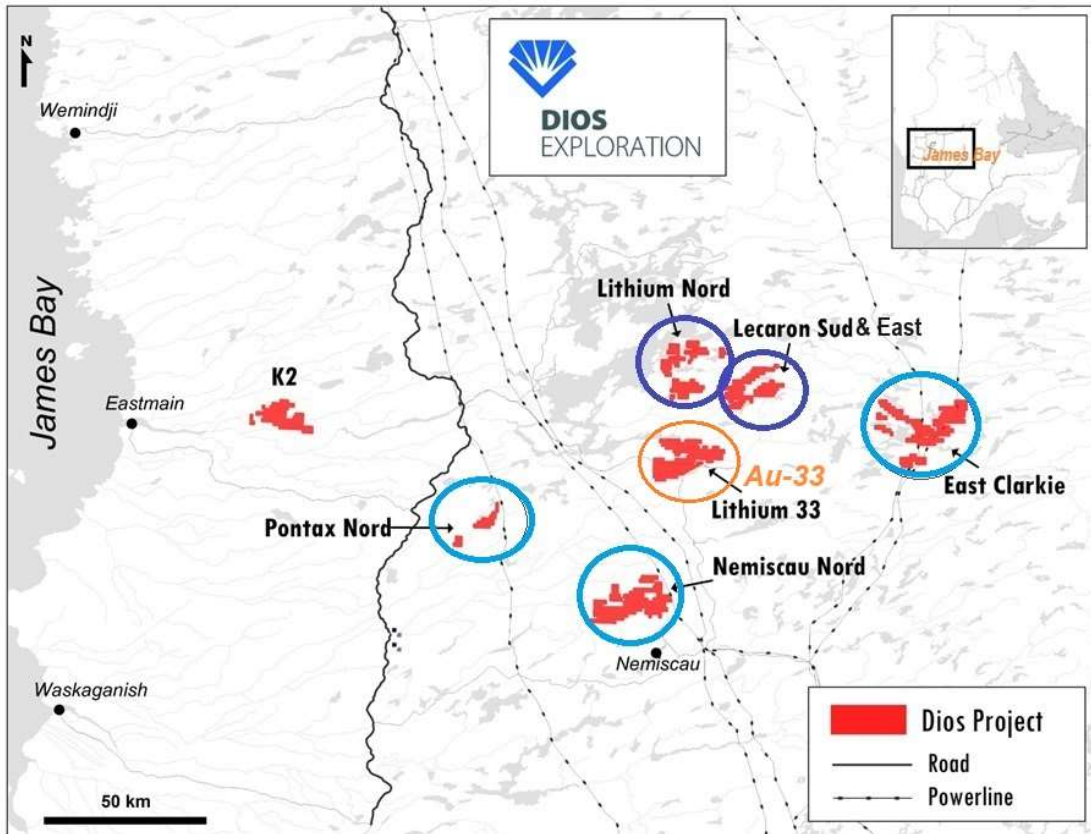 N
Wemindji
DIOS
EXPLORATION
James Bay
James Bay
Lithium Nord
Lecaron Sud & East
K2
Eastmain
Au-33
Lithium 33
East Clarkie
Pontax Nord
Nemiscau Nord
Nemiscau
Waskaganish
50 km
Dios Project
Road
Powerline